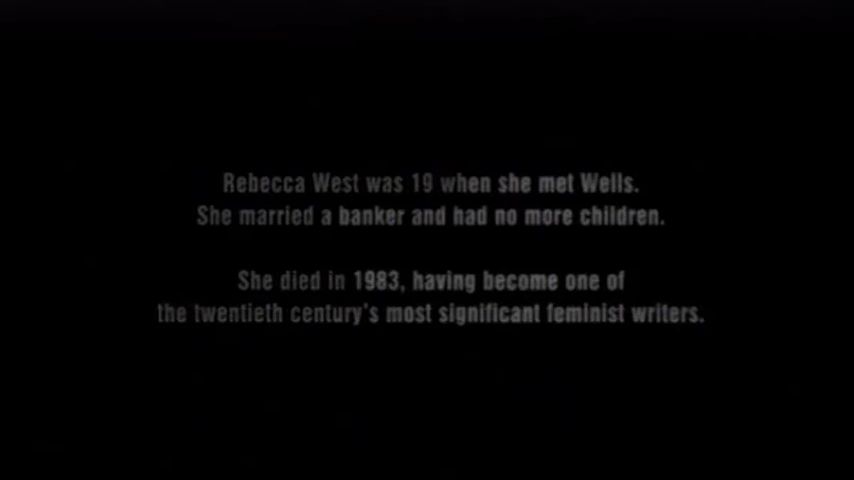 Rebecca West was 19 when she met Wells.
She married a banker and had no more children.
She died in 1983, having become one of
the twentieth century's most significant feminist writers.